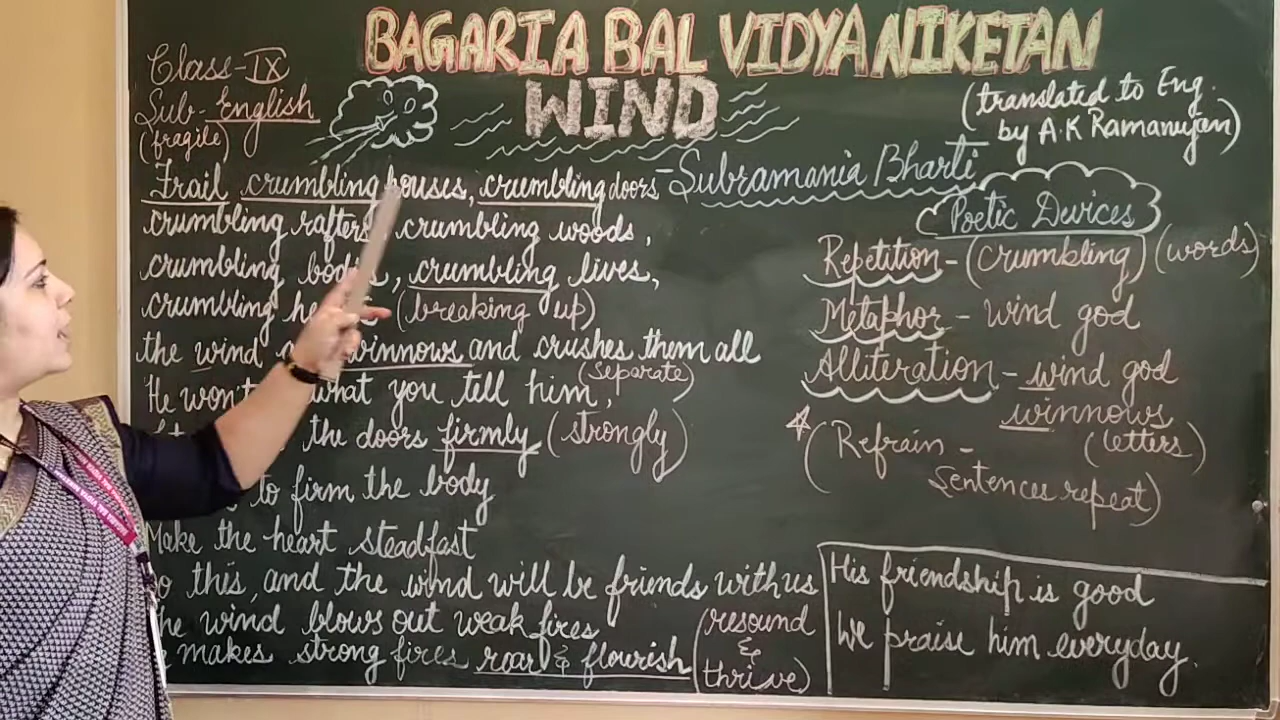 BAGARIA BAL VIDYA NIKETAN
Class-IX
Sub-English
WIND
(translated to Eng.
by A.K Ramanujan)
-Subramania Bharti
(fragile)
Frail crumbling houses, crumbling doors
crumbling rafters, crumbling woods,
crumbling bodies, crumbling lives,
crumbling (breaking up)
the wind winnows and crushes them all
(separate)
He won't what you tell him,
the doors firmly (strongly)
to firm the body
Make the heart steadfast
this, and the wind will be friends with us
wind blows out weak fires
makes strong fires roar & flourish
(resound
&
thrive)
Poetic Devices
Repetition - (crumbling) (words)
Metaphor - wind god
Alliteration - wind god
winnows
(letters)
(Refrain -
Sentences repeat)
His friendship is good
We praise him everyday.